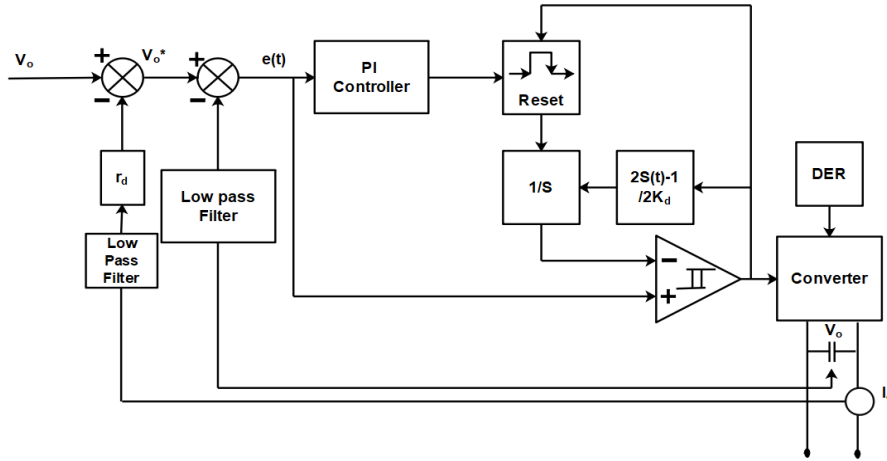 Vo
+
Vo*
+
e(t)
PI
Controller
Reset
−
−
rd
Low pass
Filter
1/S
2S(t)-1
/2Kd
DER
Low
Pass
Filter
−
+
Converter
Vo